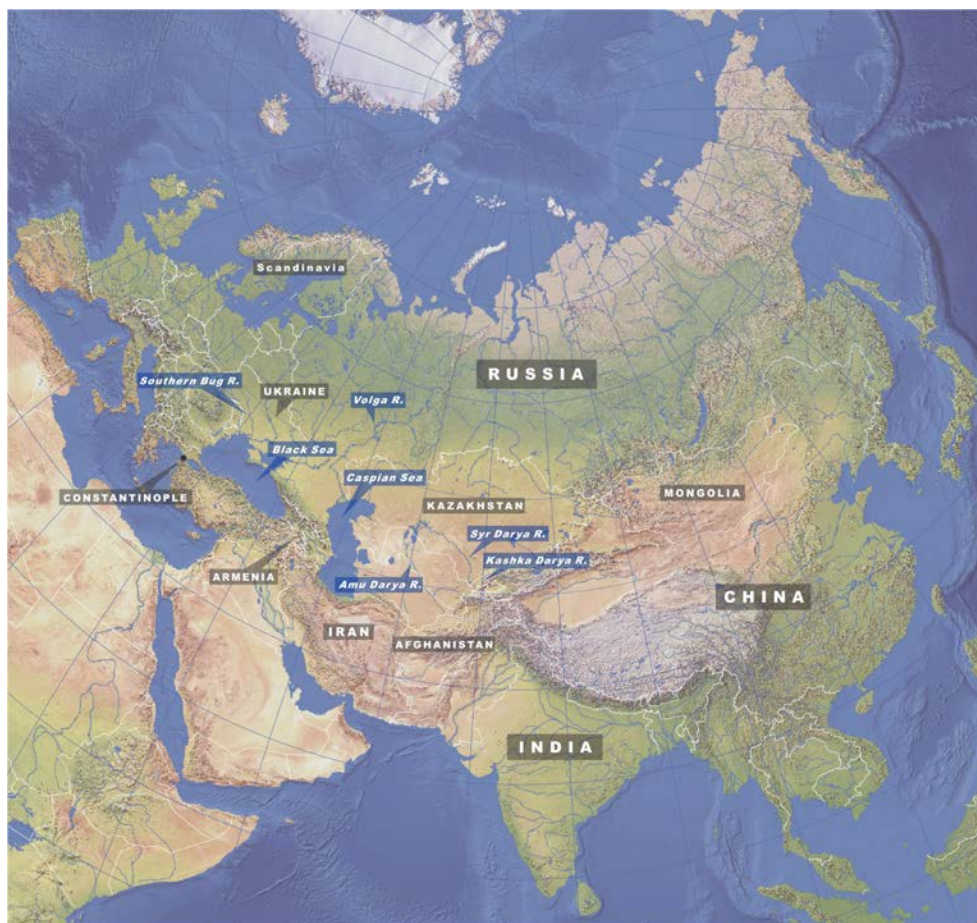 Scandinavia
RUSSIA
Southern Bug R.
UKRAINE
Volga R.
Black Sea
Caspian Sea
CONSTANTINOPLE
KAZAKHSTAN
MONGOLIA
Syr Darya R.
Kashka Darya R.
ARMENIA
Amu Darya R.
CHINA
IRAN
AFGHANISTAN
INDIA